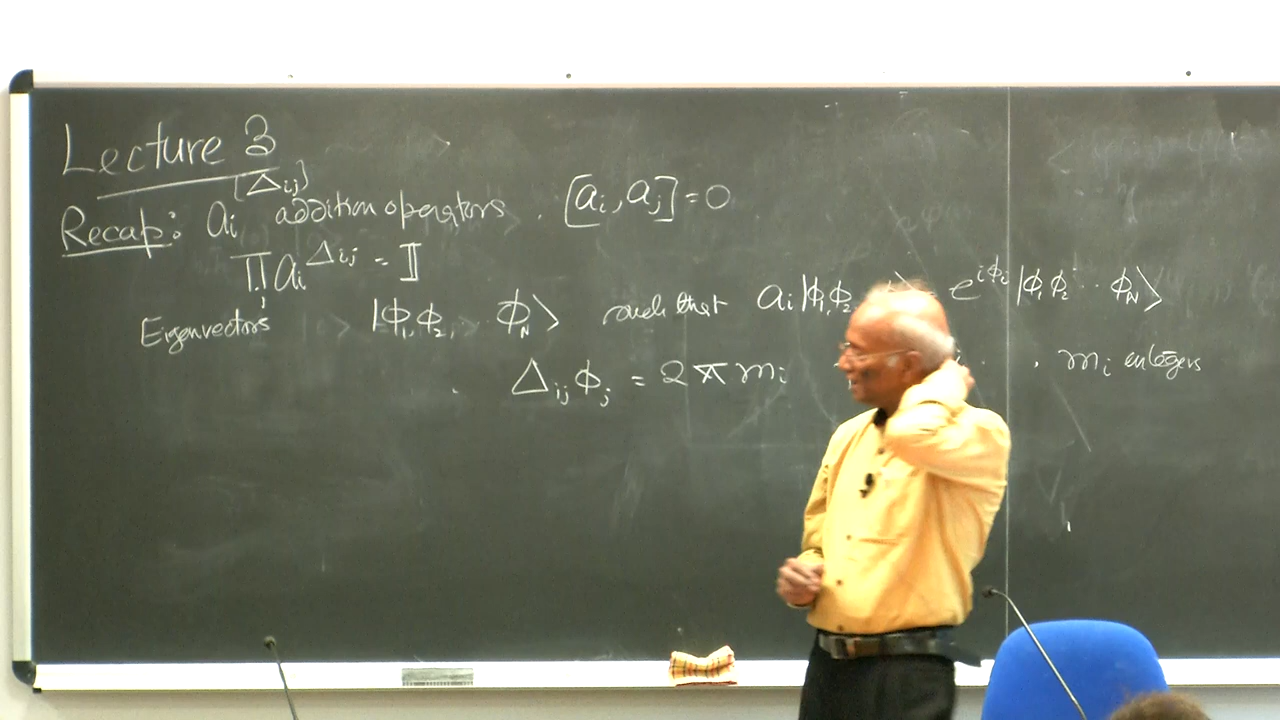 Lecture 3
[Δij]
Recap: ai addition operators. [ai, aj] = 0
∏ ai^Δij = I
Eigenvectors |ϕ1, ϕ2, .. ϕN⟩ such that ai |ϕ1, ϕ2 ⟩ e^iϕi |ϕ1 ϕ2 .. ϕN⟩
Δij ϕj = 2π mi . mi integers